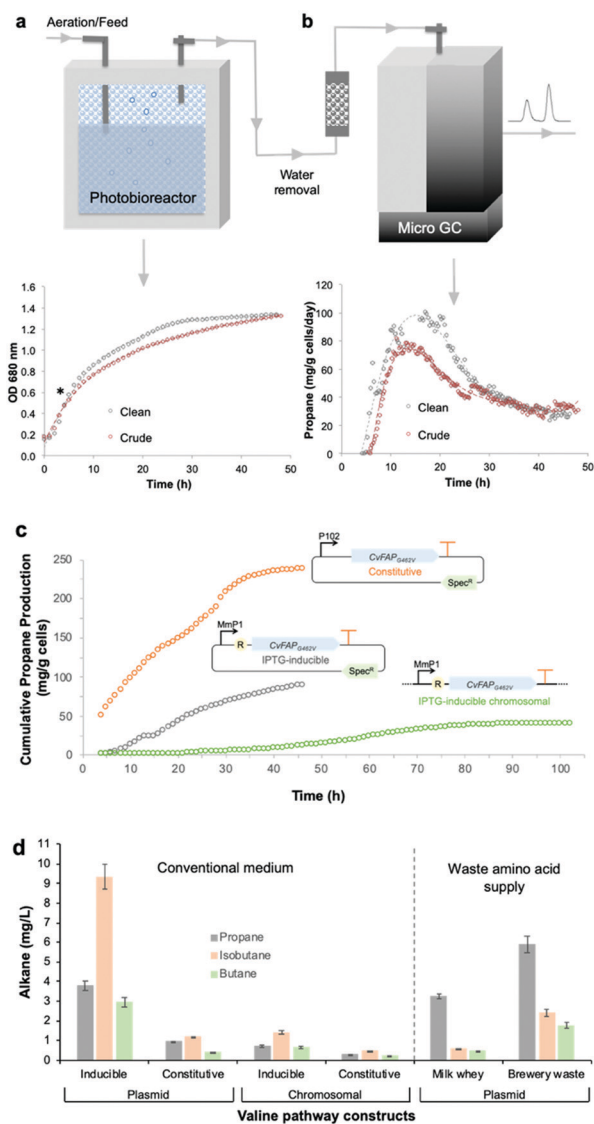 a
Aeration/Feed
b
Photobioreactor
Water
removal
Micro GC
OD 680 nm
1.4
1.2
1.0
0.8
0.6
0.4
0.2
0.0
*
Clean
Crude
0 10 20 30 40 50
Time (h)
Propane (mg/g cells/day)
120
100
80
60
40
20
0
Clean
Crude
0 10 20 30 40 50
Time (h)
c
Cumulative Propane Production
(mg/g cells)
250
200
150
100
50
0
P102
CvFAPG462V
Constitutive
SpecR
MmP1
R
CvFAPG462V
IPTG-inducible
SpecR
MmP1
R
CvFAPG462V
IPTG-inducible chromosomal
0 10 20 30 40 50 60 70 80 90 100
Time (h)
d
Alkane (mg/L)
11
10
9
8
7
6
5
4
3
2
1
0
Conventional medium
Waste amino acid
supply
Propane
Isobutane
Butane
Inducible Constitutive Inducible Constitutive Milk whey Brewery waste
Plasmid Chromosomal Plasmid
Valine pathway constructs